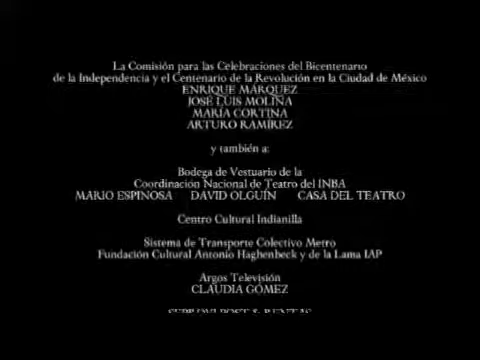 La Comisión para las Celebraciones del Bicentenario
de la Independencia y el Centenario de la Revolución en la Ciudad de México
ENRIQUE MÁRQUEZ
JOSÉ LUIS MOLINA
MARÍA CORTINA
ARTURO RAMÍREZ
y también a:
Bodega de Vestuario de la
Coordinación Nacional de Teatro del INBA
MARIO ESPINOSA DAVID OLGUÍN CASA DEL TEATRO
Centro Cultural Indianilla
Sistema de Transporte Colectivo Metro
Fundación Cultural Antonio Haghenbeck y de la Lama IAP
Argos Televisión
CLAUDIA GÓMEZ